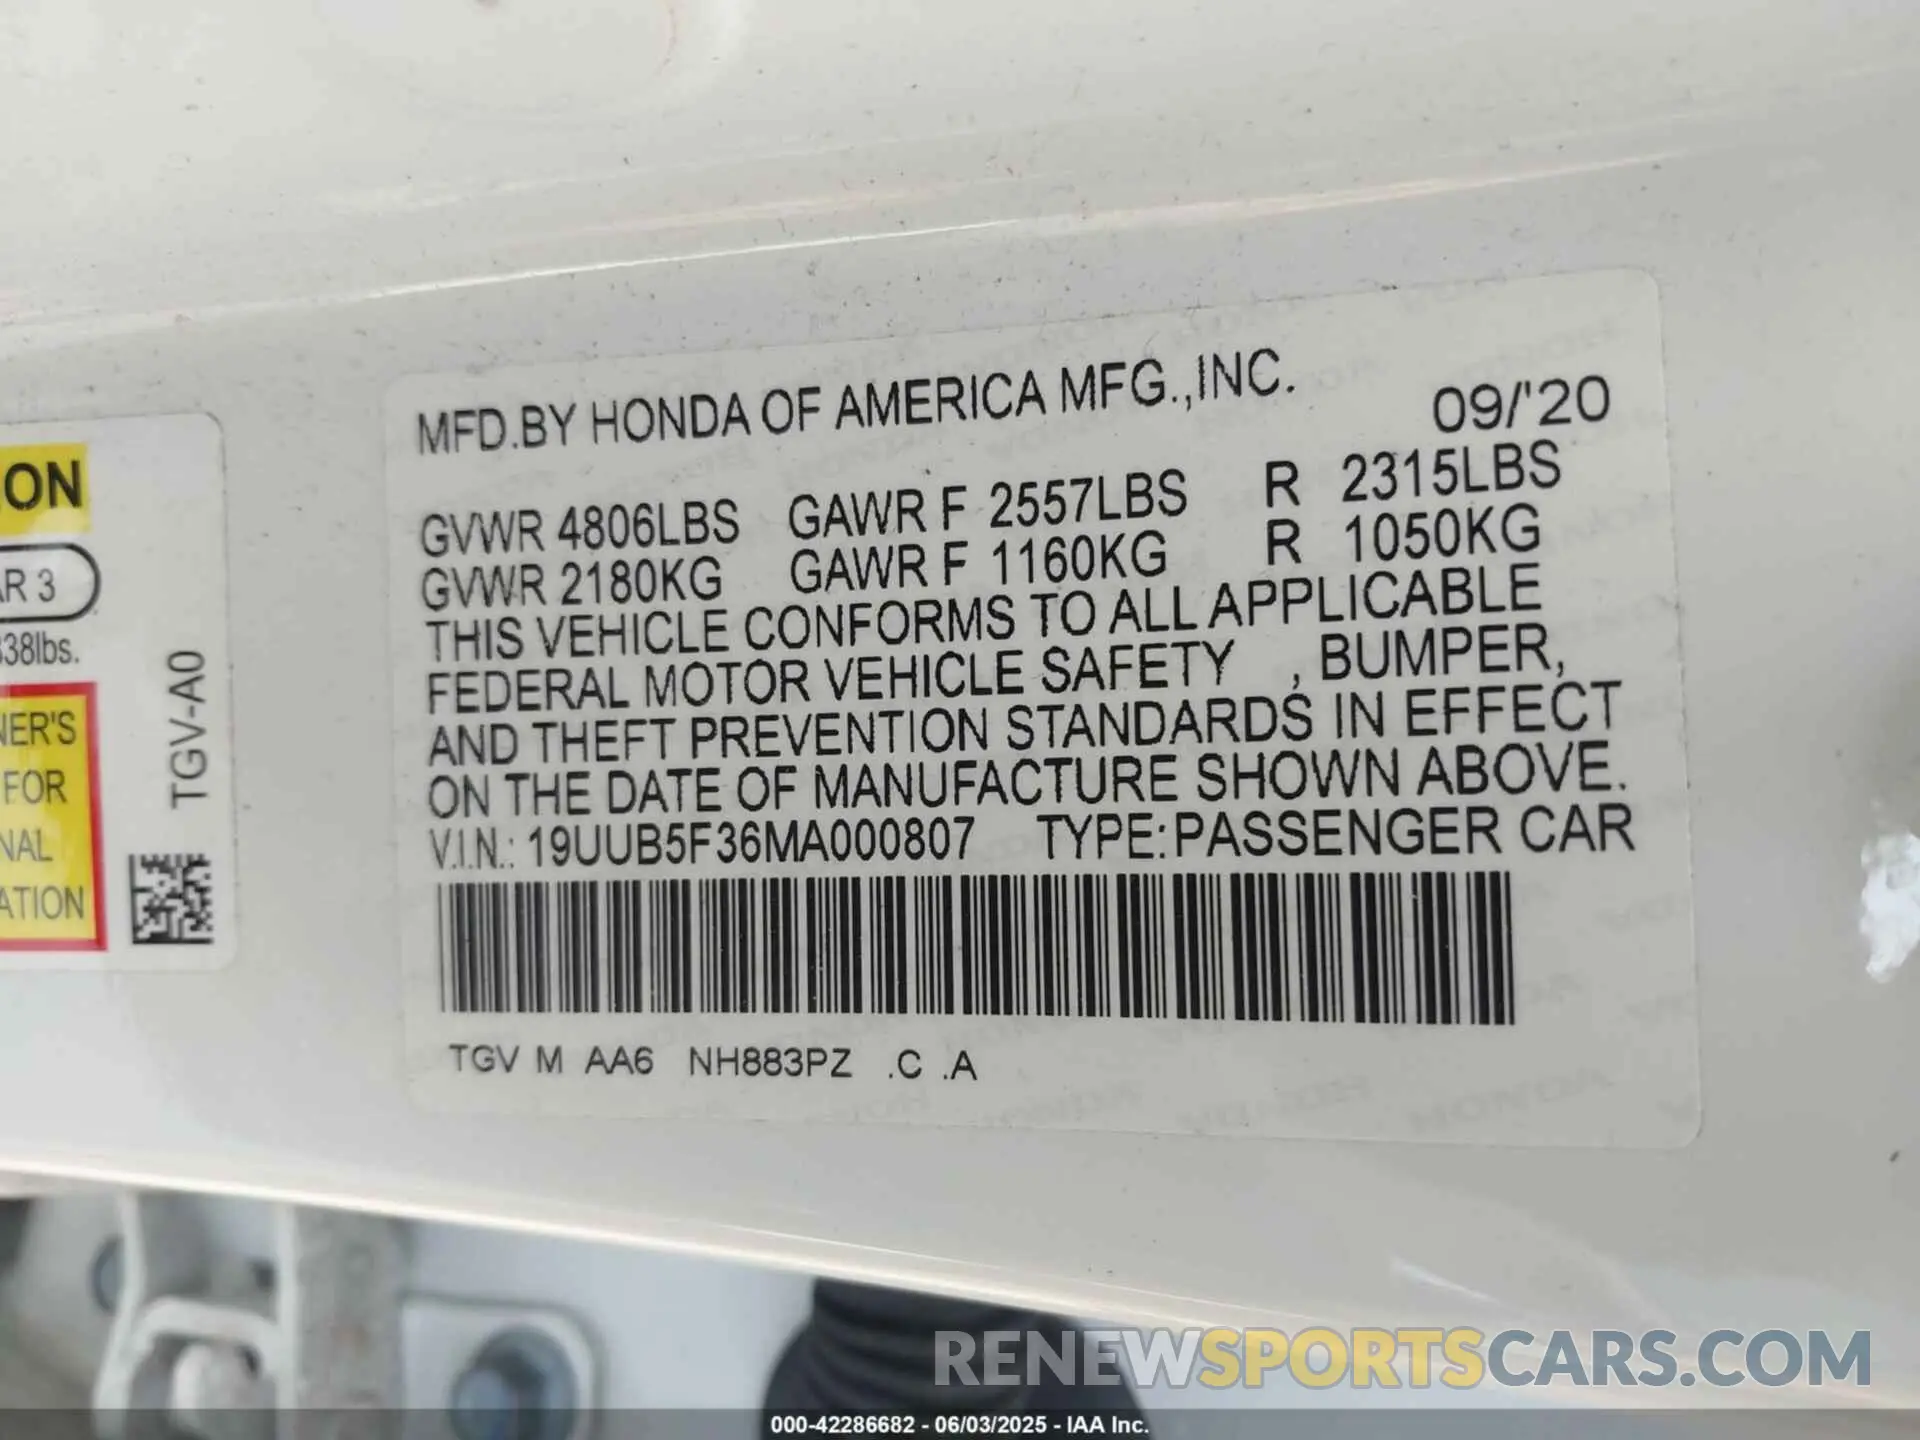 MFD.BY HONDA OF AMERICA MFG.,INC. 09/'20
GVWR 4806LBS GAWR F 2557LBS R 2315LBS
GVWR 2180KG GAWR F 1160KG R 1050KG
THIS VEHICLE CONFORMS TO ALL APPLICABLE
FEDERAL MOTOR VEHICLE SAFETY , BUMPER,
AND THEFT PREVENTION STANDARDS IN EFFECT
ON THE DATE OF MANUFACTURE SHOWN ABOVE.
V.I.N.: 19UUB5F36MA000807 TYPE:PASSENGER CAR
TGV M AA6 NH883PZ .C .A
ON
AR 3
838lbs.
NER'S
FOR
NAL
ATION
TGV-A0
RENEWSPORTSCARS.COM
000-42286682 - 06/03/2025 - IAA Inc.